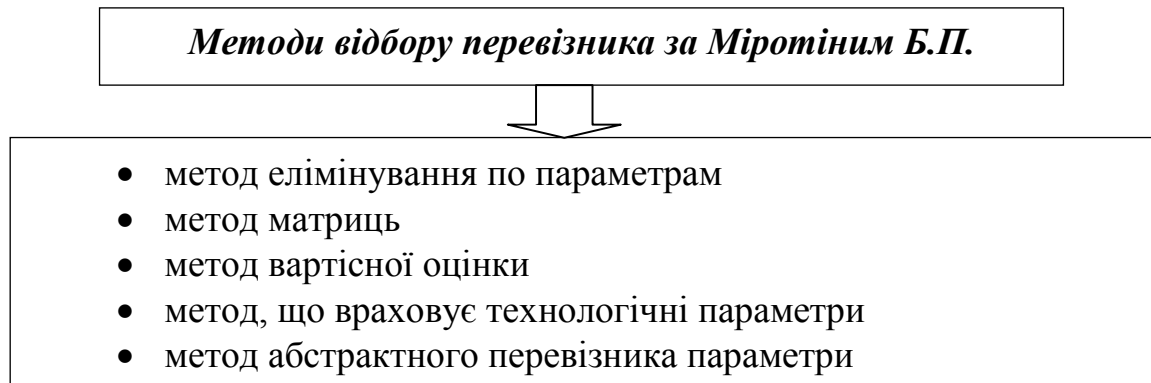 Методи відбору перевізника за Міротіним Б.П.
• метод елімінування по параметрам
• метод матриць
• метод вартісної оцінки
• метод, що враховує технологічні параметри
• метод абстрактного перевізника параметри